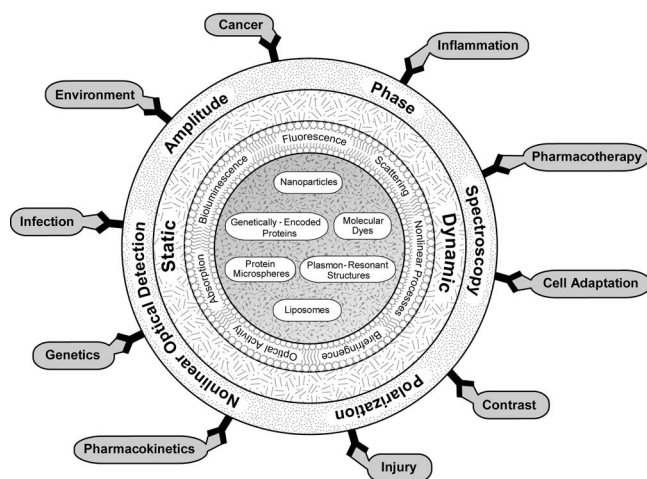 Cancer
Inflammation
Environment
Pharmacotherapy
Infection
Cell Adaptation
Genetics
Contrast
Pharmacokinetics
Injury
Amplitude
Phase
Spectroscopy
Polarization
Nonlinear Optical Detection
Static
Dynamic
Fluorescence
Scattering
Nonlinear Processes
Birefringence
Optical Activity
Absorption
Bioluminescence
Nanoparticles
Genetically - Encoded
Proteins
Molecular
Dyes
Protein
Microspheres
Plasmon- Resonant
Structures
Liposomes